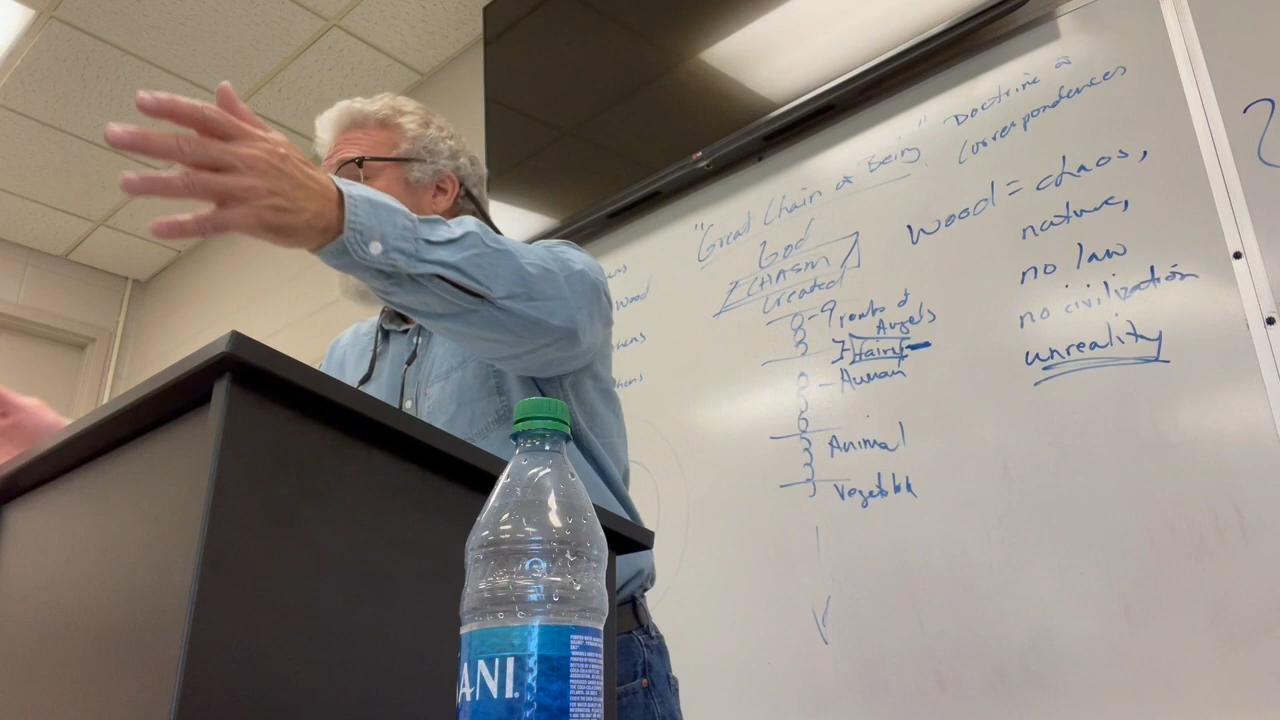 "Great Chain of Being" Doctrine of
Correspondences
God
CHASM
Created
9 ranks of
Angels
Fairies
Human
Animal
Vegetable
Wood = chaos,
nature,
no law
no civilization
unreality
wood
ANI